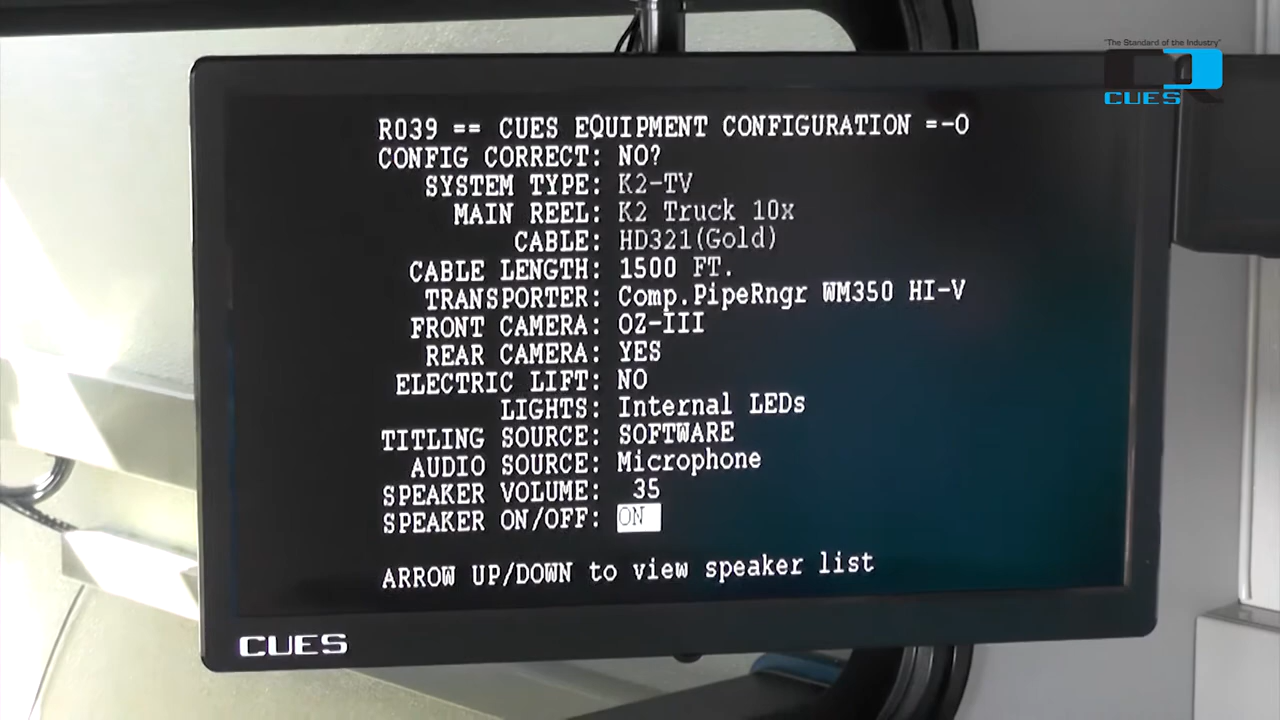 "The Standard of the Industry"
CUES
R039 == CUES EQUIPMENT CONFIGURATION =-O
CONFIG CORRECT: NO?
SYSTEM TYPE: K2-TV
MAIN REEL: K2 Truck 10x
CABLE: HD321(Gold)
CABLE LENGTH: 1500 FT.
TRANSPORTER: Comp.PipeRngr WM350 HI-V
FRONT CAMERA: OZ-III
REAR CAMERA: YES
ELECTRIC LIFT: NO
LIGHTS: Internal LEDs
TITLING SOURCE: SOFTWARE
AUDIO SOURCE: Microphone
SPEAKER VOLUME: 35
SPEAKER ON/OFF: ON
ARROW UP/DOWN to view speaker list
CUES